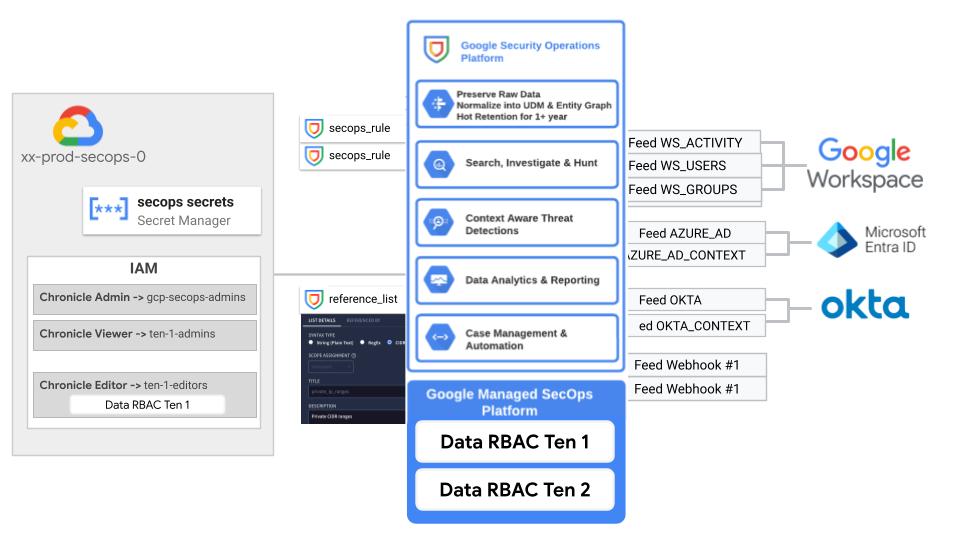 xx-prod-secops-0
secops secrets
Secret Manager
IAM
Chronicle Admin -> gcp-secops-admins
Chronicle Viewer -> ten-1-admins
Chronicle Editor -> ten-1-editors
Data RBAC Ten 1
secops_rule
secops_rule
reference_list
LIST DETAILS REFERENCED BY
SYNTAX TYPE
String (Plain Text) RegEx CIDR
SCOPE ASSIGNMENT
TITLE
private_ip_ranges
DESCRIPTION
Private CIDR ranges
Google Security Operations
Platform
Preserve Raw Data
Normalize into UDM & Entity Graph
Hot Retention for 1+ year
Search, Investigate & Hunt
Context Aware Threat
Detections
Data Analytics & Reporting
Case Management &
Automation
Google Managed SecOps
Platform
Data RBAC Ten 1
Data RBAC Ten 2
Feed WS_ACTIVITY
Feed WS_USERS
Feed WS_GROUPS
Feed AZURE_AD
AZURE_AD_CONTEXT
Feed OKTA
ed OKTA_CONTEXT
Feed Webhook #1
Feed Webhook #1
Google
Workspace
Microsoft
Entra ID
okta